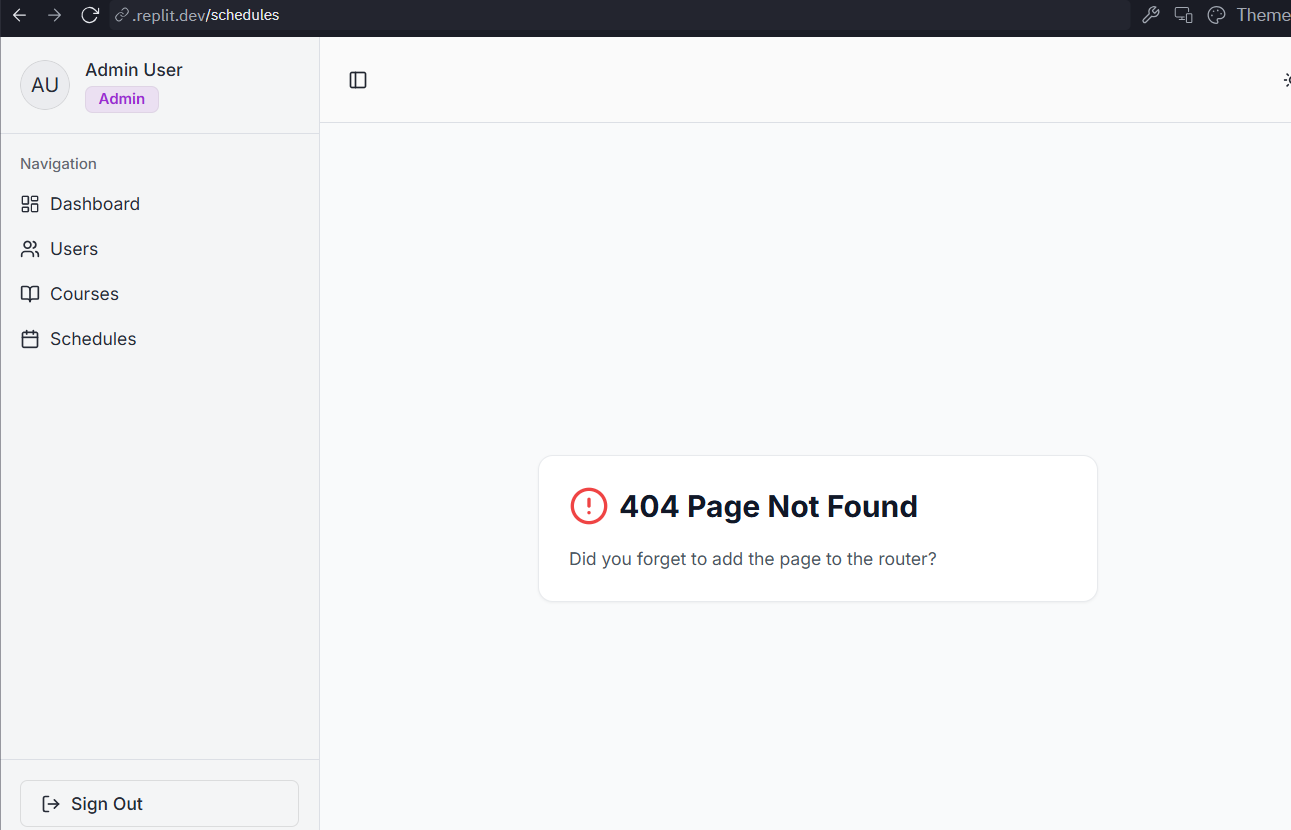 .replit.dev/schedules
Theme
AU
Admin User
Admin
Navigation
Dashboard
Users
Courses
Schedules
404 Page Not Found
Did you forget to add the page to the router?
Sign Out